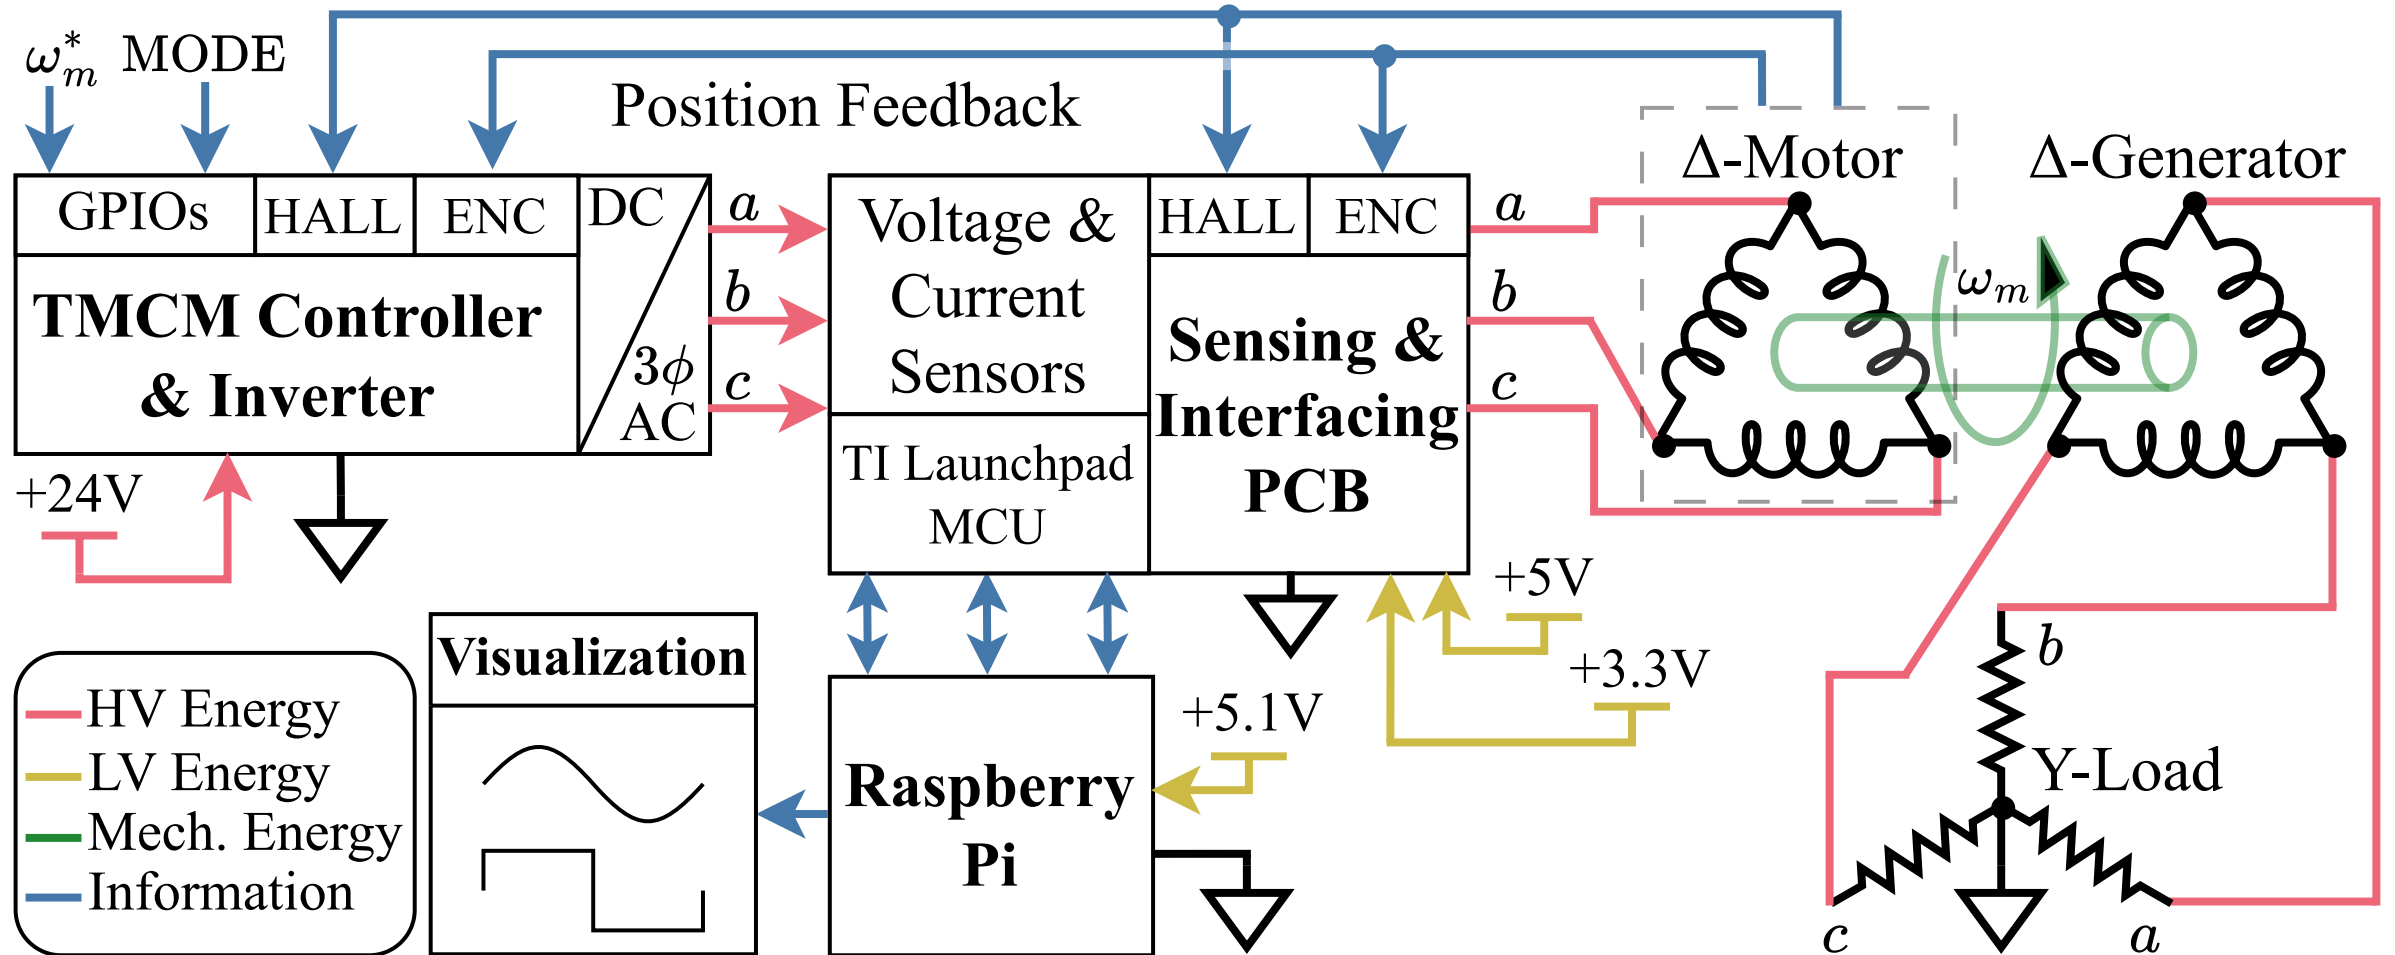 ω*m MODE
Position Feedback
GPIOs HALL ENC DC
3ϕ
AC
TMCM Controller
& Inverter
a
b
c
+24V
Voltage &
Current
Sensors
HALL ENC
Sensing &
Interfacing
PCB
TI Launchpad
MCU
a
b
c
Δ-Motor
Δ-Generator
ωm
+5V
+3.3V
+5.1V
Visualization
Raspberry
Pi
HV Energy
LV Energy
Mech. Energy
Information
b
Y-Load
c
a